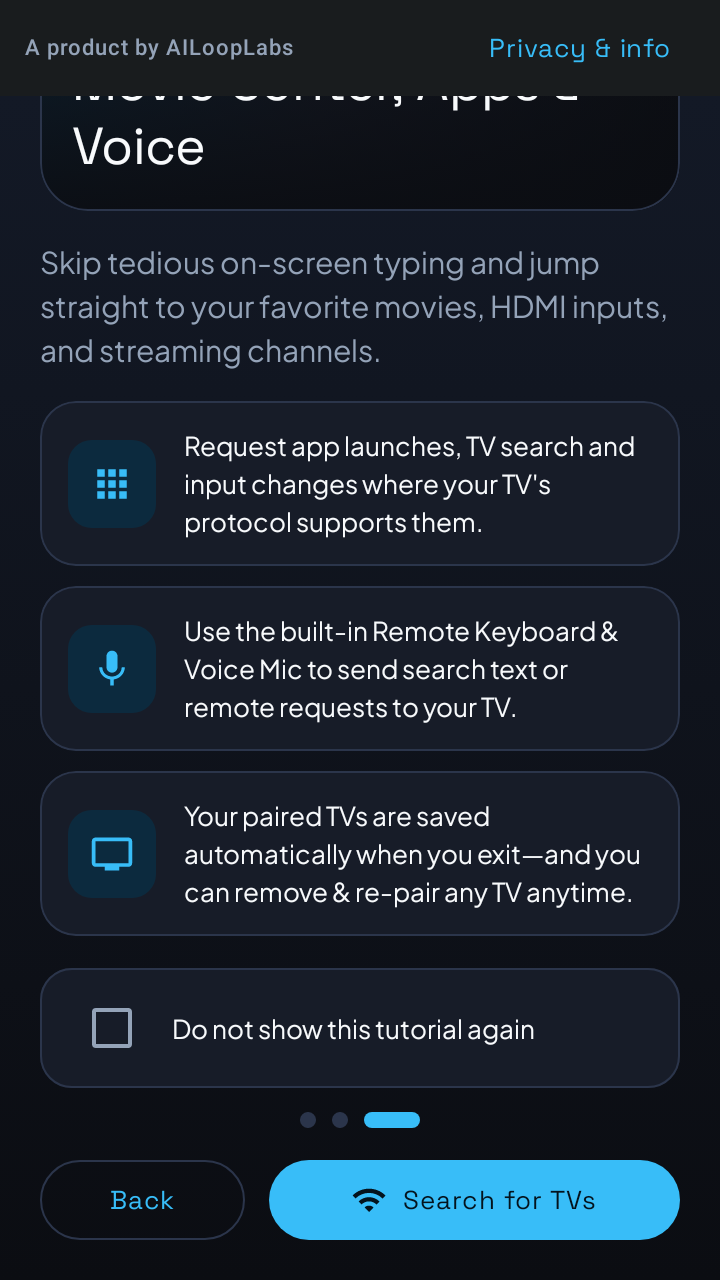 A product by AILoopLabs
Privacy & info
Movie Center, Apps &
Voice
Skip tedious on-screen typing and jump
straight to your favorite movies, HDMI inputs,
and streaming channels.
Request app launches, TV search and
input changes where your TV's
protocol supports them.
Use the built-in Remote Keyboard &
Voice Mic to send search text or
remote requests to your TV.
Your paired TVs are saved
automatically when you exit—and you
can remove & re-pair any TV anytime.
Do not show this tutorial again
Back
Search for TVs